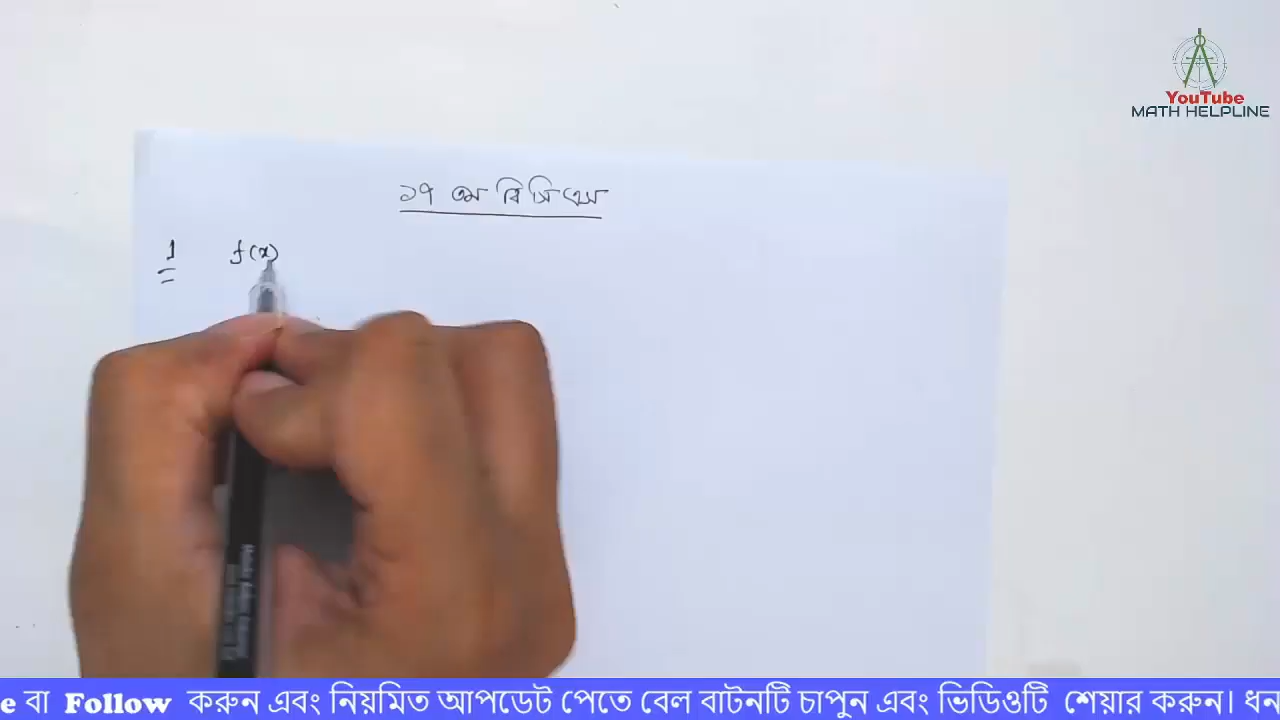 YouTube
MATH HELPLINE
১৭ তম বিসিএস
1 f(x)
e বা Follow করুন এবং নিয়মিত আপডেট পেতে বেল বাটনটি চাপুন এবং ভিডিওটি শেয়ার করুন। ধন